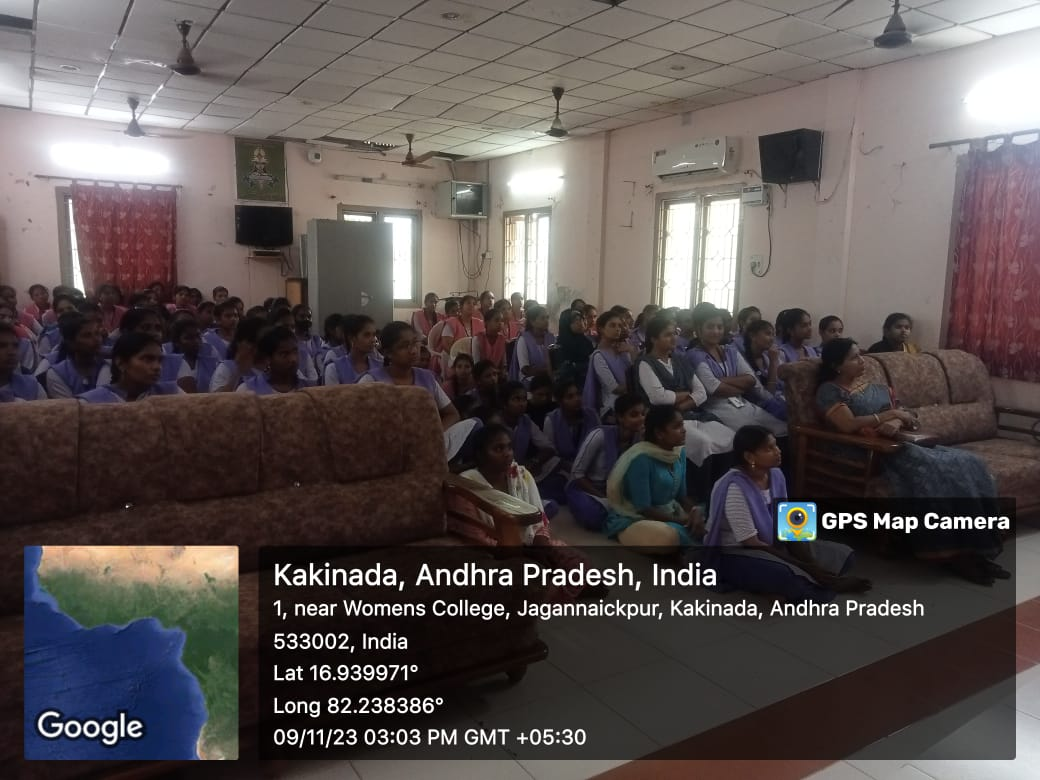 GPS Map Camera
Kakinada, Andhra Pradesh, India
1, near Womens College, Jagannaickpur, Kakinada, Andhra Pradesh
533002, India
Lat 16.939971°
Long 82.238386°
09/11/23 03:03 PM GMT +05:30
Google